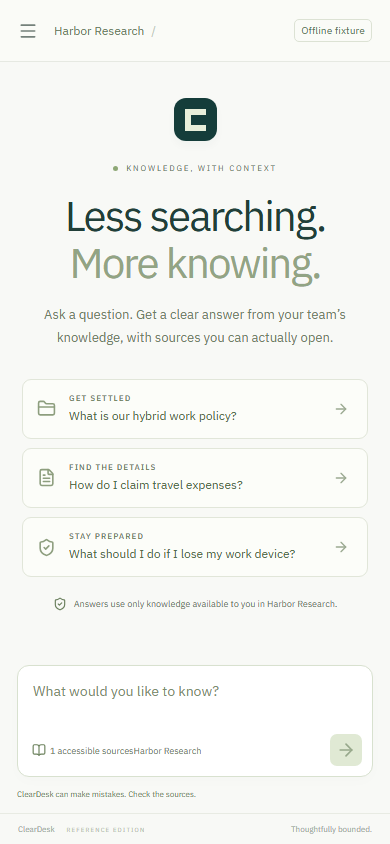 Harbor Research /
Offline fixture
KNOWLEDGE, WITH CONTEXT
Less searching.
More knowing.
Ask a question. Get a clear answer from your team’s
knowledge, with sources you can actually open.
GET SETTLED
What is our hybrid work policy?
FIND THE DETAILS
How do I claim travel expenses?
STAY PREPARED
What should I do if I lose my work device?
Answers use only knowledge available to you in Harbor Research.
What would you like to know?
1 accessible sourcesHarbor Research
ClearDesk can make mistakes. Check the sources.
ClearDesk REFERENCE EDITION
Thoughtfully bounded.